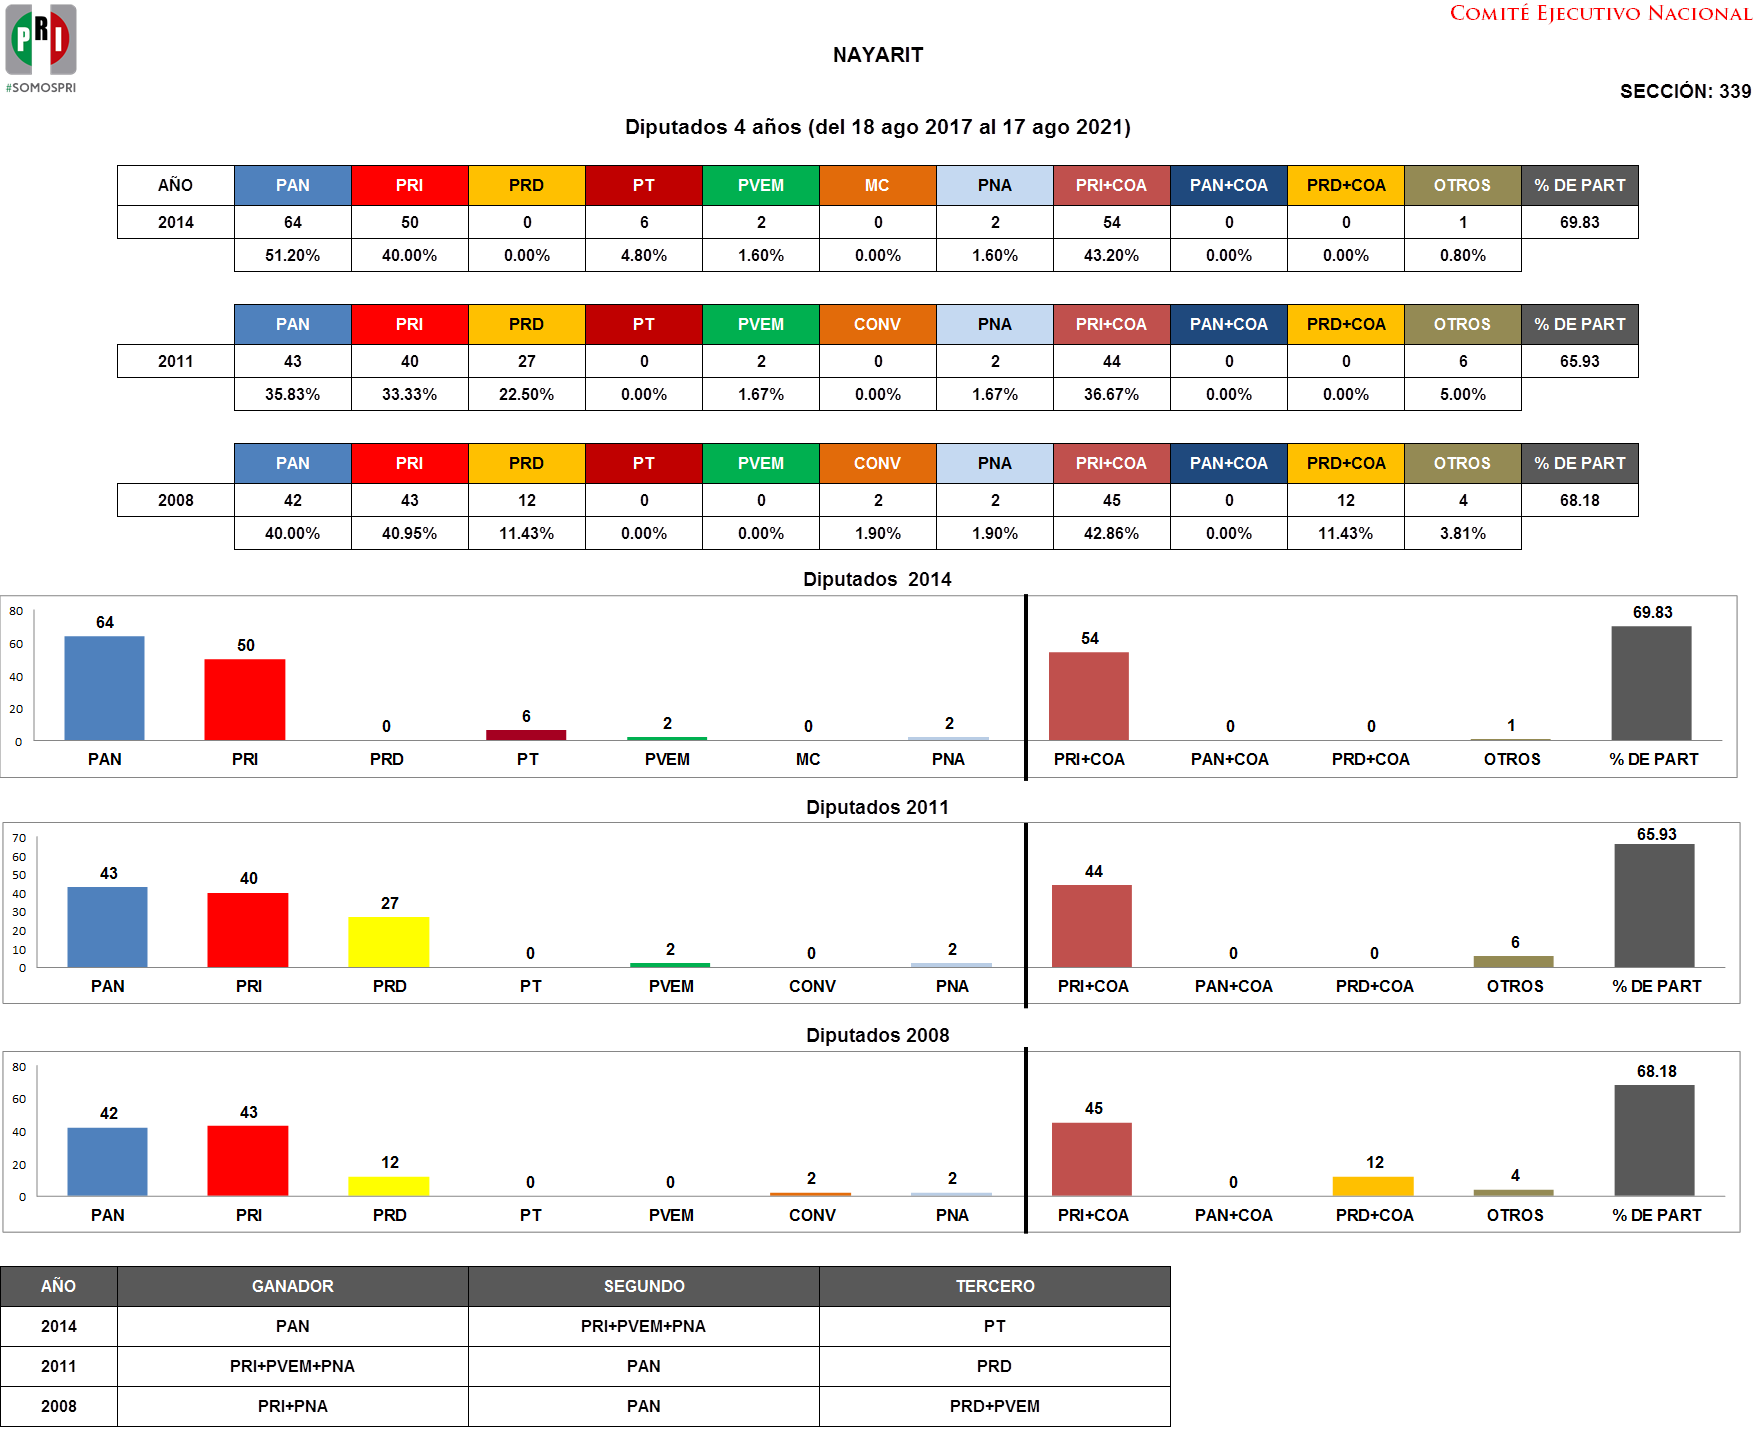 PRI
#SOMOSPRI
COMITÉ EJECUTIVO NACIONAL
NAYARIT
SECCIÓN: 339
Diputados 4 años (del 18 ago 2017 al 17 ago 2021)
AÑO PAN PRI PRD PT PVEM MC PNA PRI+COA PAN+COA PRD+COA OTROS % DE PART
2014 64 50 0 6 2 0 2 54 0 0 1 69.83
51.20% 40.00% 0.00% 4.80% 1.60% 0.00% 1.60% 43.20% 0.00% 0.00% 0.80%
PAN PRI PRD PT PVEM CONV PNA PRI+COA PAN+COA PRD+COA OTROS % DE PART
2011 43 40 27 0 2 0 2 44 0 0 6 65.93
35.83% 33.33% 22.50% 0.00% 1.67% 0.00% 1.67% 36.67% 0.00% 0.00% 5.00%
PAN PRI PRD PT PVEM CONV PNA PRI+COA PAN+COA PRD+COA OTROS % DE PART
2008 42 43 12 0 0 2 2 45 0 12 4 68.18
40.00% 40.95% 11.43% 0.00% 0.00% 1.90% 1.90% 42.86% 0.00% 11.43% 3.81%
Diputados 2014
80
60
40
20
0
64 50 0 6 2 0 2 54 0 0 1 69.83
PAN PRI PRD PT PVEM MC PNA PRI+COA PAN+COA PRD+COA OTROS % DE PART
Diputados 2011
70
60
50
40
30
20
10
0
43 40 27 0 2 0 2 44 0 0 6 65.93
PAN PRI PRD PT PVEM CONV PNA PRI+COA PAN+COA PRD+COA OTROS % DE PART
Diputados 2008
80
60
40
20
0
42 43 12 0 0 2 2 45 0 12 4 68.18
PAN PRI PRD PT PVEM CONV PNA PRI+COA PAN+COA PRD+COA OTROS % DE PART
AÑO GANADOR SEGUNDO TERCERO
2014 PAN PRI+PVEM+PNA PT
2011 PRI+PVEM+PNA PAN PRD
2008 PRI+PNA PAN PRD+PVEM